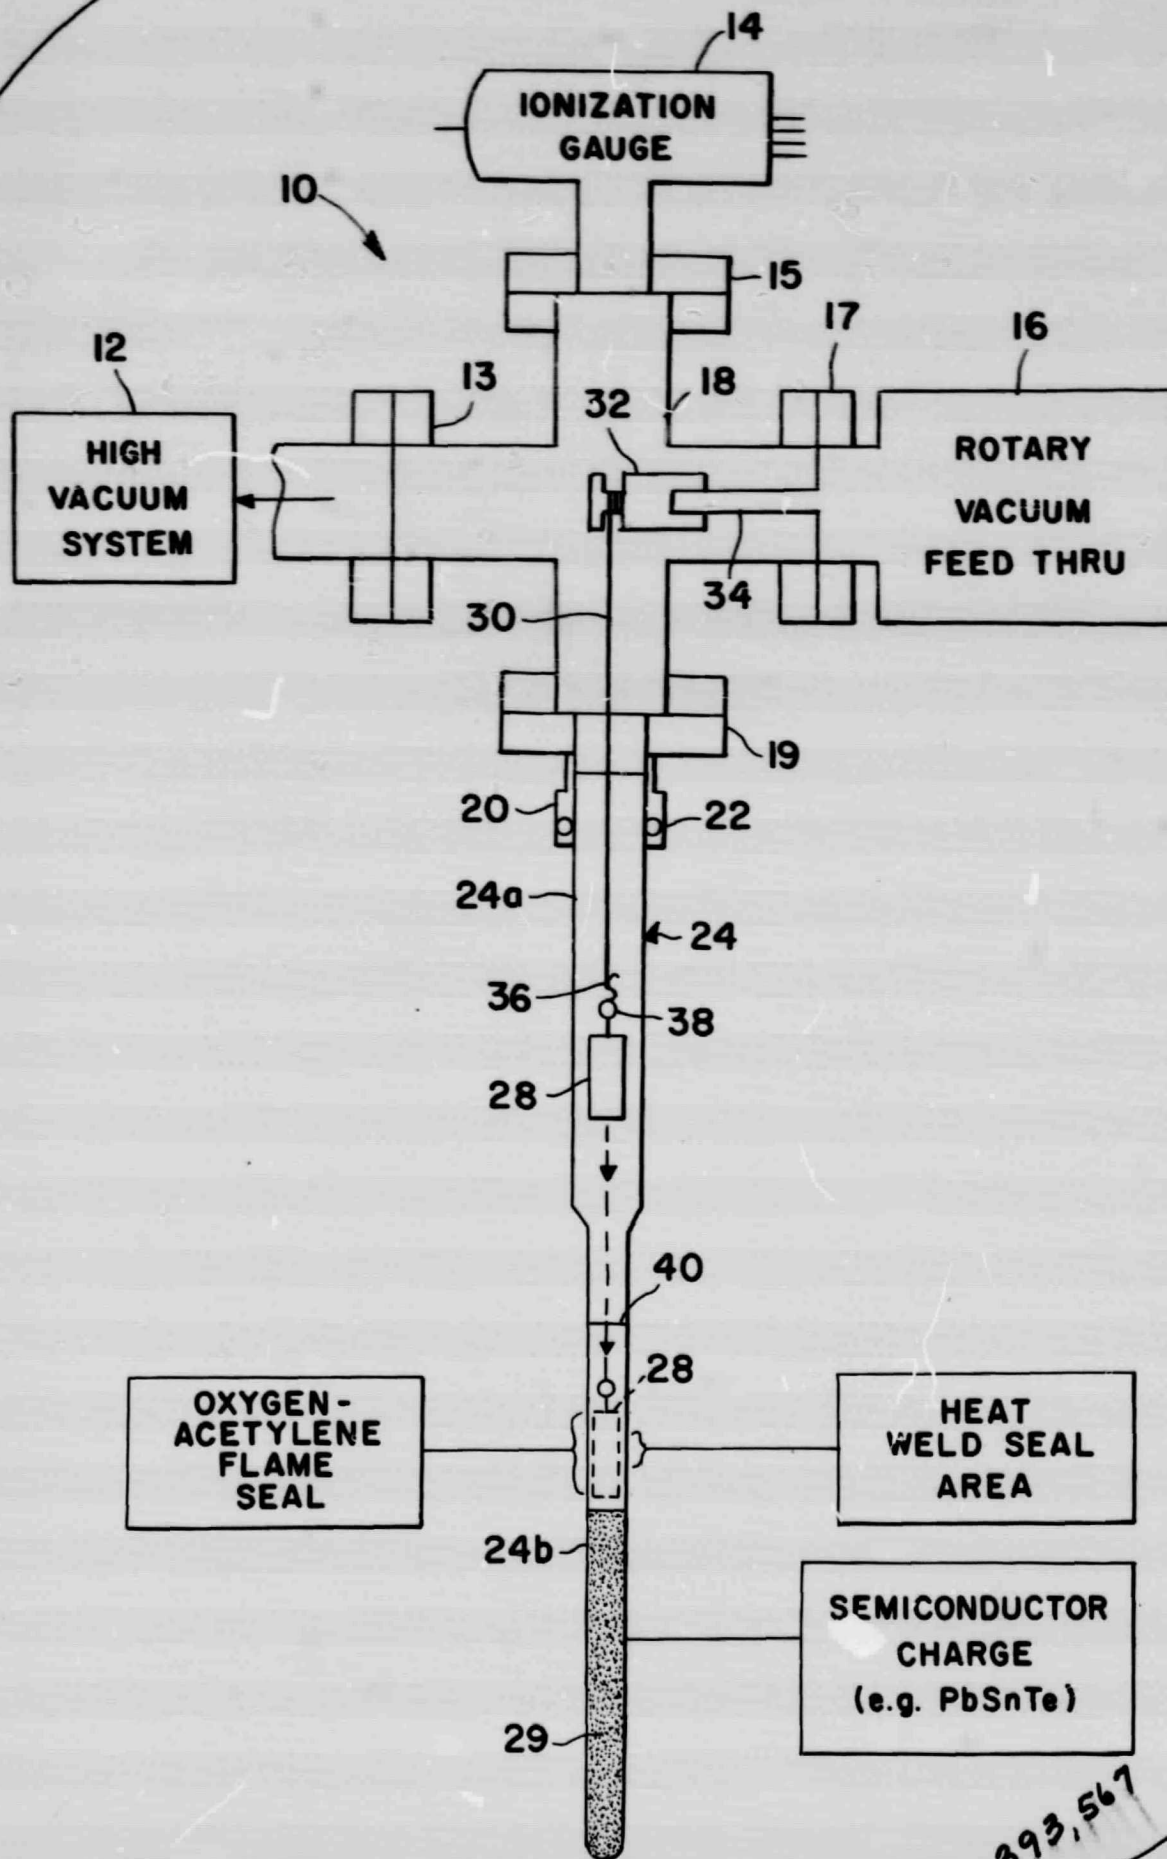 14
IONIZATION
GAUGE
10
15
12
17
16
13
18
32
HIGH
VACUUM
SYSTEM
ROTARY
VACUUM
FEED THRU
34
30
19
20
22
24a
24
36
38
28
40
28
OXYGEN-
ACETYLENE
FLAME
SEAL
HEAT
WELD SEAL
AREA
24b
SEMICONDUCTOR
CHARGE
(e.g. PbSnTe)
29
393,567